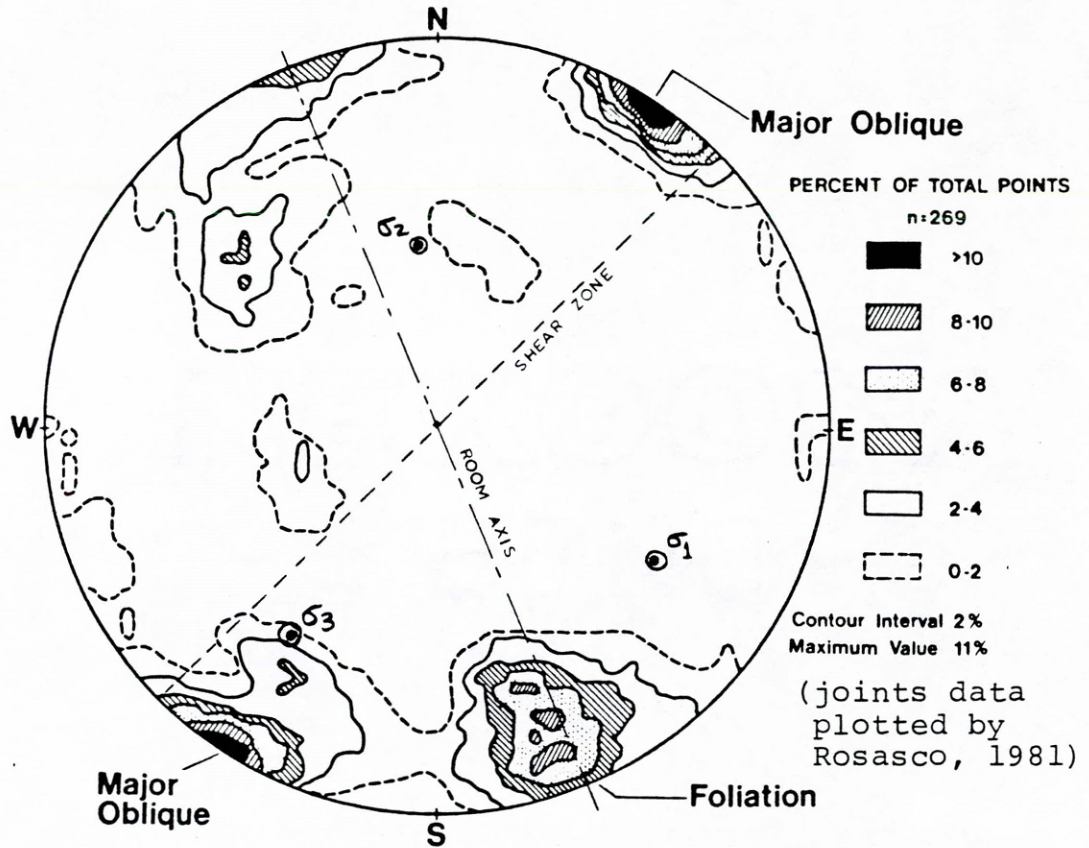 N
Major Oblique
PERCENT OF TOTAL POINTS
n=269
>10
8-10
6-8
4-6
2-4
0-2
Contour Interval 2%
Maximum Value 11%
(joints data
plotted by
Rosasco, 1981)
σ2
SHEAR ZONE
W
E
ROOM AXIS
σ1
σ3
Major
Oblique
Foliation
S